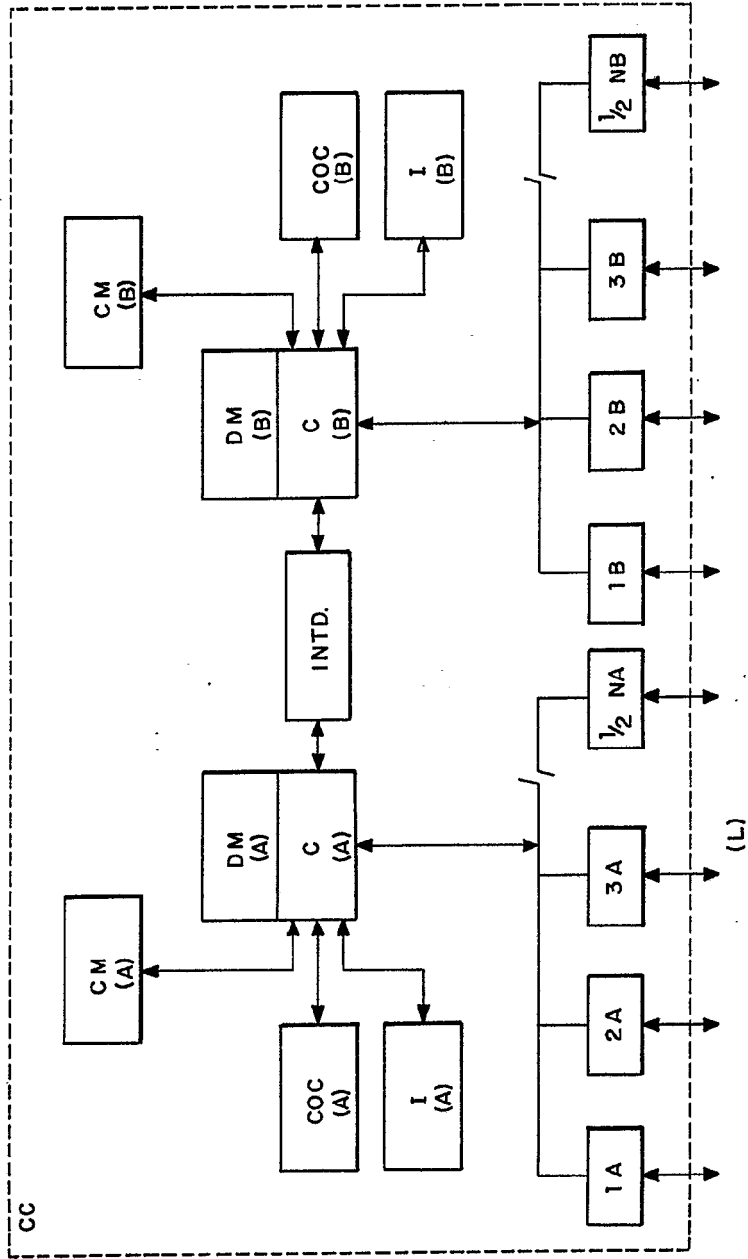 CC
CM
(A)
CM
(B)
DM
(A)
C
(A)
INTD.
DM
(B)
C
(B)
COC
(A)
COC
(B)
I
(A)
I
(B)
1A
2A
3A
1/2 NA
1B
2B
3B
1/2 NB
(L)